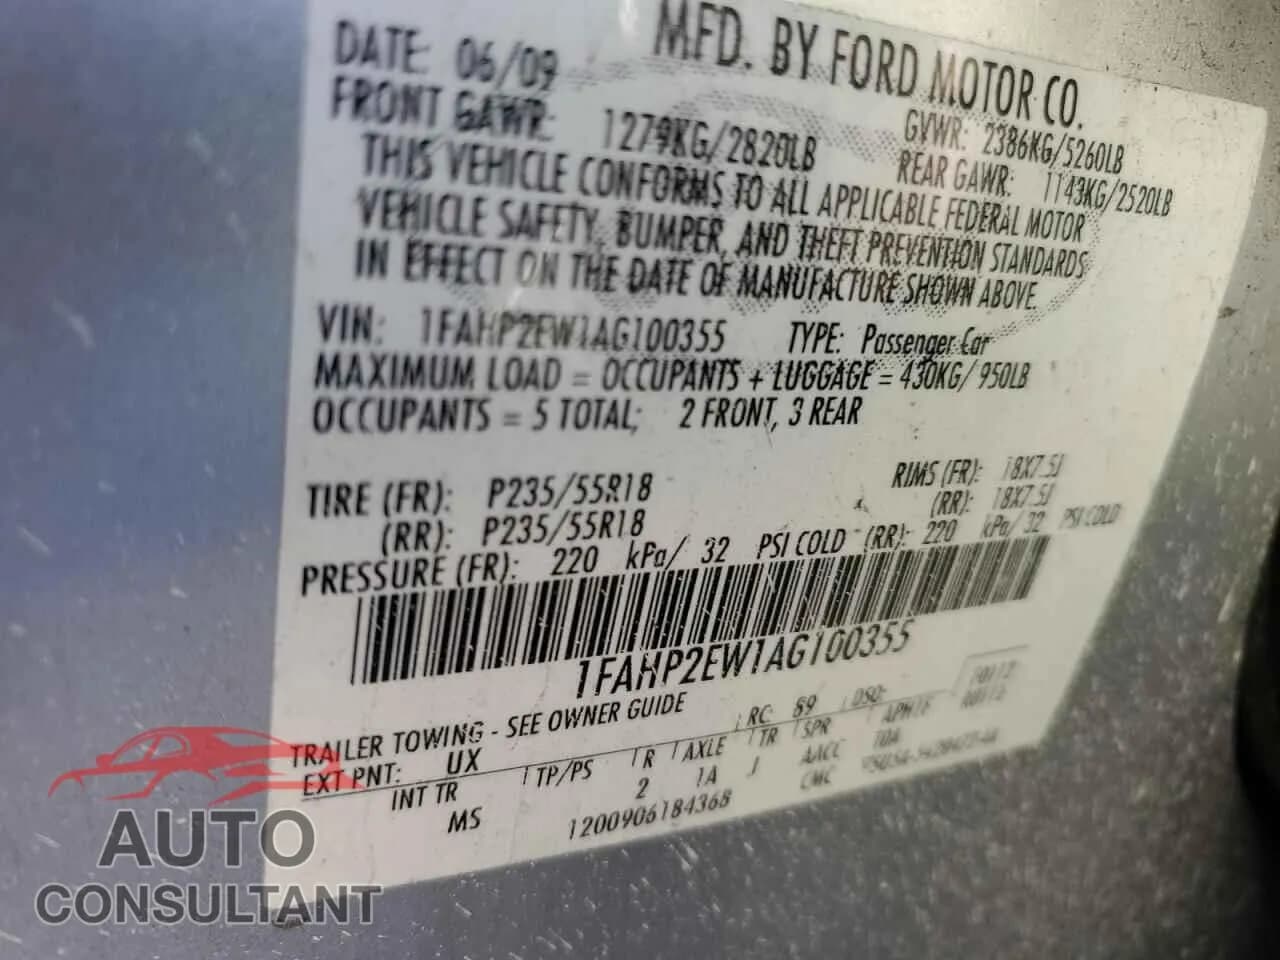 MFD. BY FORD MOTOR CO.
DATE: 06/09 GVWR: 2386KG/5260LB
FRONT GAWR: 1279KG/2820LB REAR GAWR: 1143KG/2520LB
THIS VEHICLE CONFORMS TO ALL APPLICABLE FEDERAL MOTOR
VEHICLE SAFETY, BUMPER, AND THEFT PREVENTION STANDARDS
IN EFFECT ON THE DATE OF MANUFACTURE SHOWN ABOVE.
VIN: 1FAHP2EW1AG100355 TYPE: Passenger Car
MAXIMUM LOAD = OCCUPANTS + LUGGAGE = 430KG/ 950LB
OCCUPANTS = 5 TOTAL; 2 FRONT, 3 REAR
TIRE (FR): P235/55R18 RIMS (FR): 18X7.5J
(RR): P235/55R18 (RR): 18X7.5J
PRESSURE (FR): 220 kPa/ 32 PSI COLD (RR): 220 kPa/ 32 PSI COLD
1FAHP2EW1AG100355
TRAILER TOWING - SEE OWNER GUIDE RC: 89 DSO:
EXT PNT: UX TP/PS R AXLE TR SPR
INT TR 2 1A J AACC
MS 1200906184368 CMC
AUTO
CONSULTANT